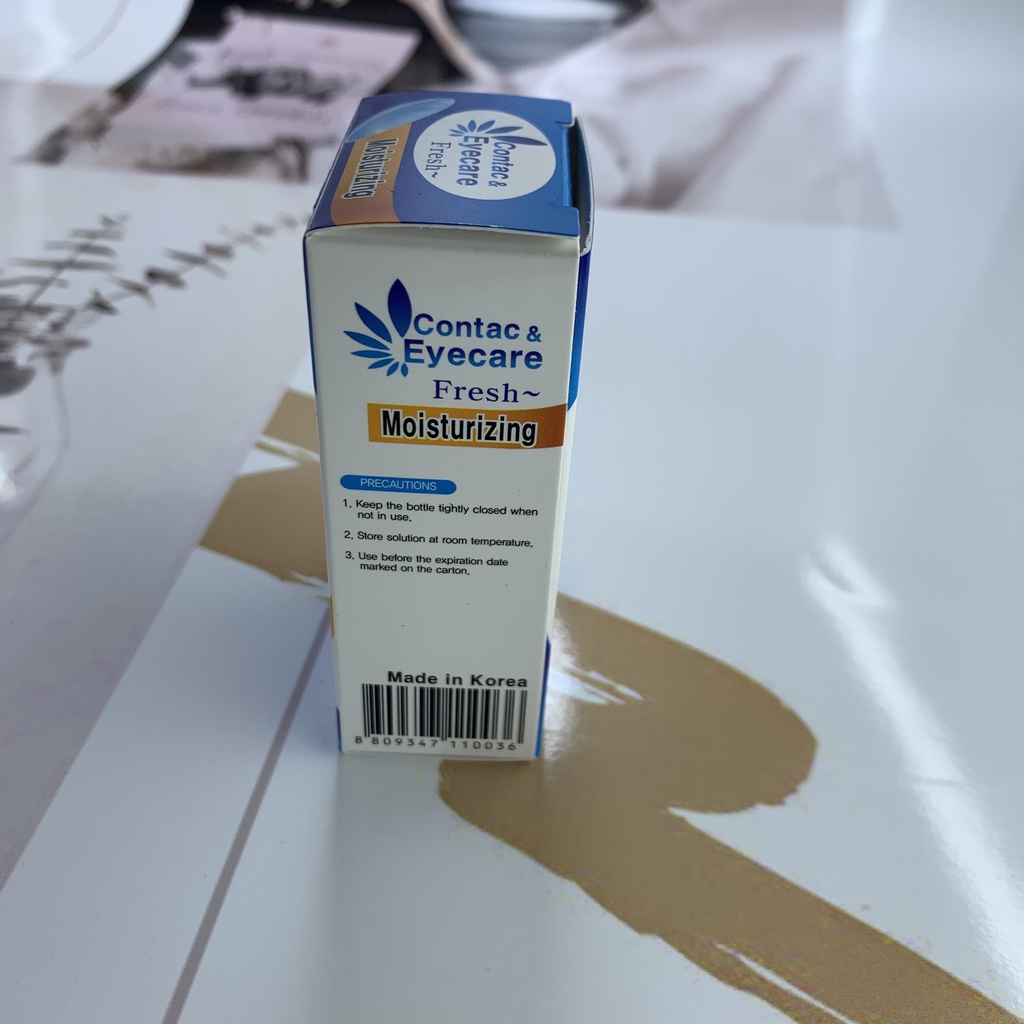 Moisturizing
Contac &
Eyecare
Fresh~
Contac &
Eyecare
Fresh~
Moisturizing
PRECAUTIONS
1. Keep the bottle tightly closed when
not in use.
2. Store solution at room temperature.
3. Use before the expiration date
marked on the carton.
Made in Korea
8 809347 110036